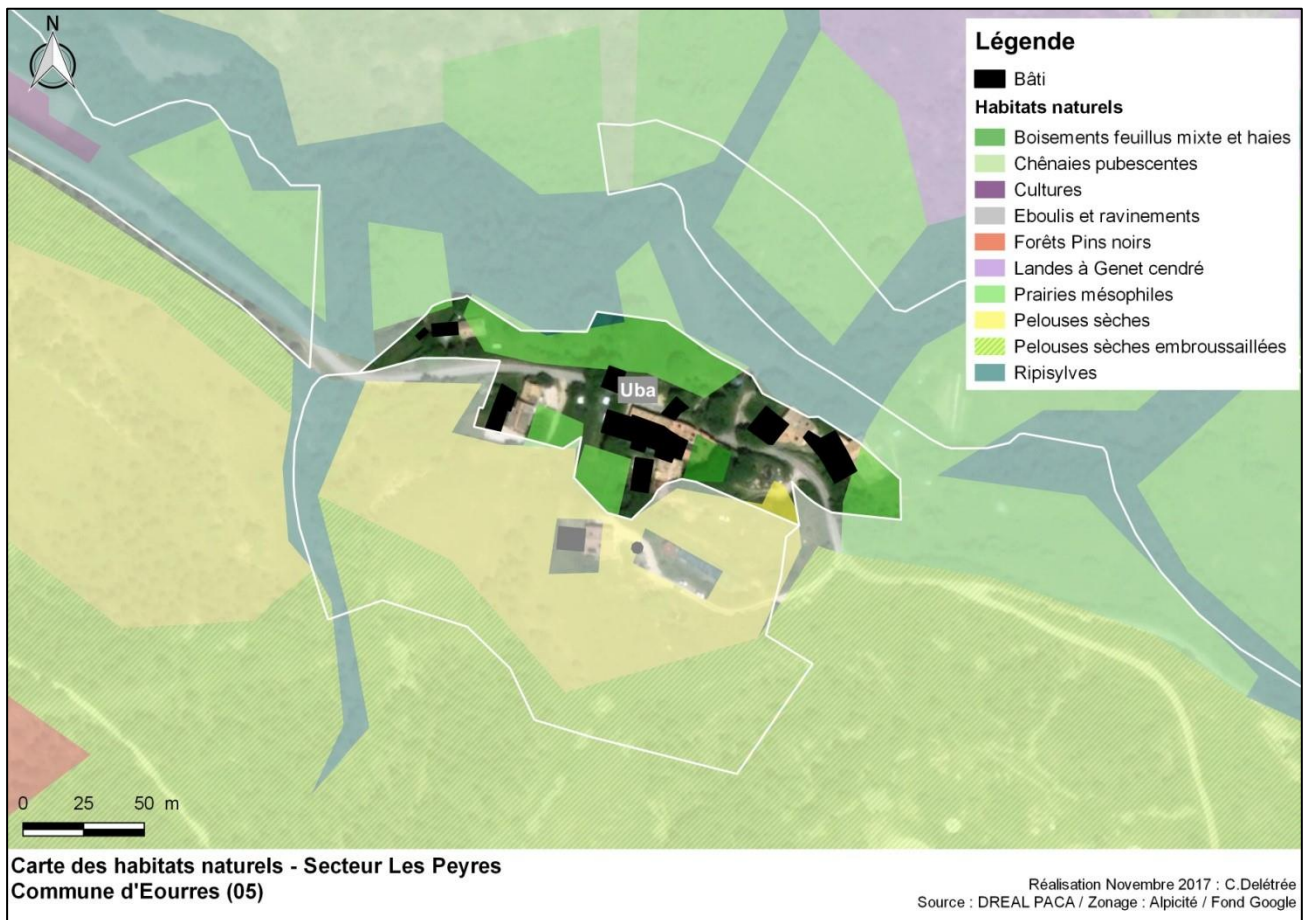 N
Légende
Bâti
Habitats naturels
Boisements feuillus mixte et haies
Chênaies pubescentes
Cultures
Eboulis et ravinements
Forêts Pins noirs
Landes à Genet cendré
Prairies mésophiles
Pelouses sèches
Pelouses sèches embroussaillées
Ripisylves
Uba
0 25 50 m
Carte des habitats naturels - Secteur Les Peyres
Commune d'Eourres (05)
Réalisation Novembre 2017 : C.Delétrée
Source : DREAL PACA / Zonage : Alpicité / Fond Google